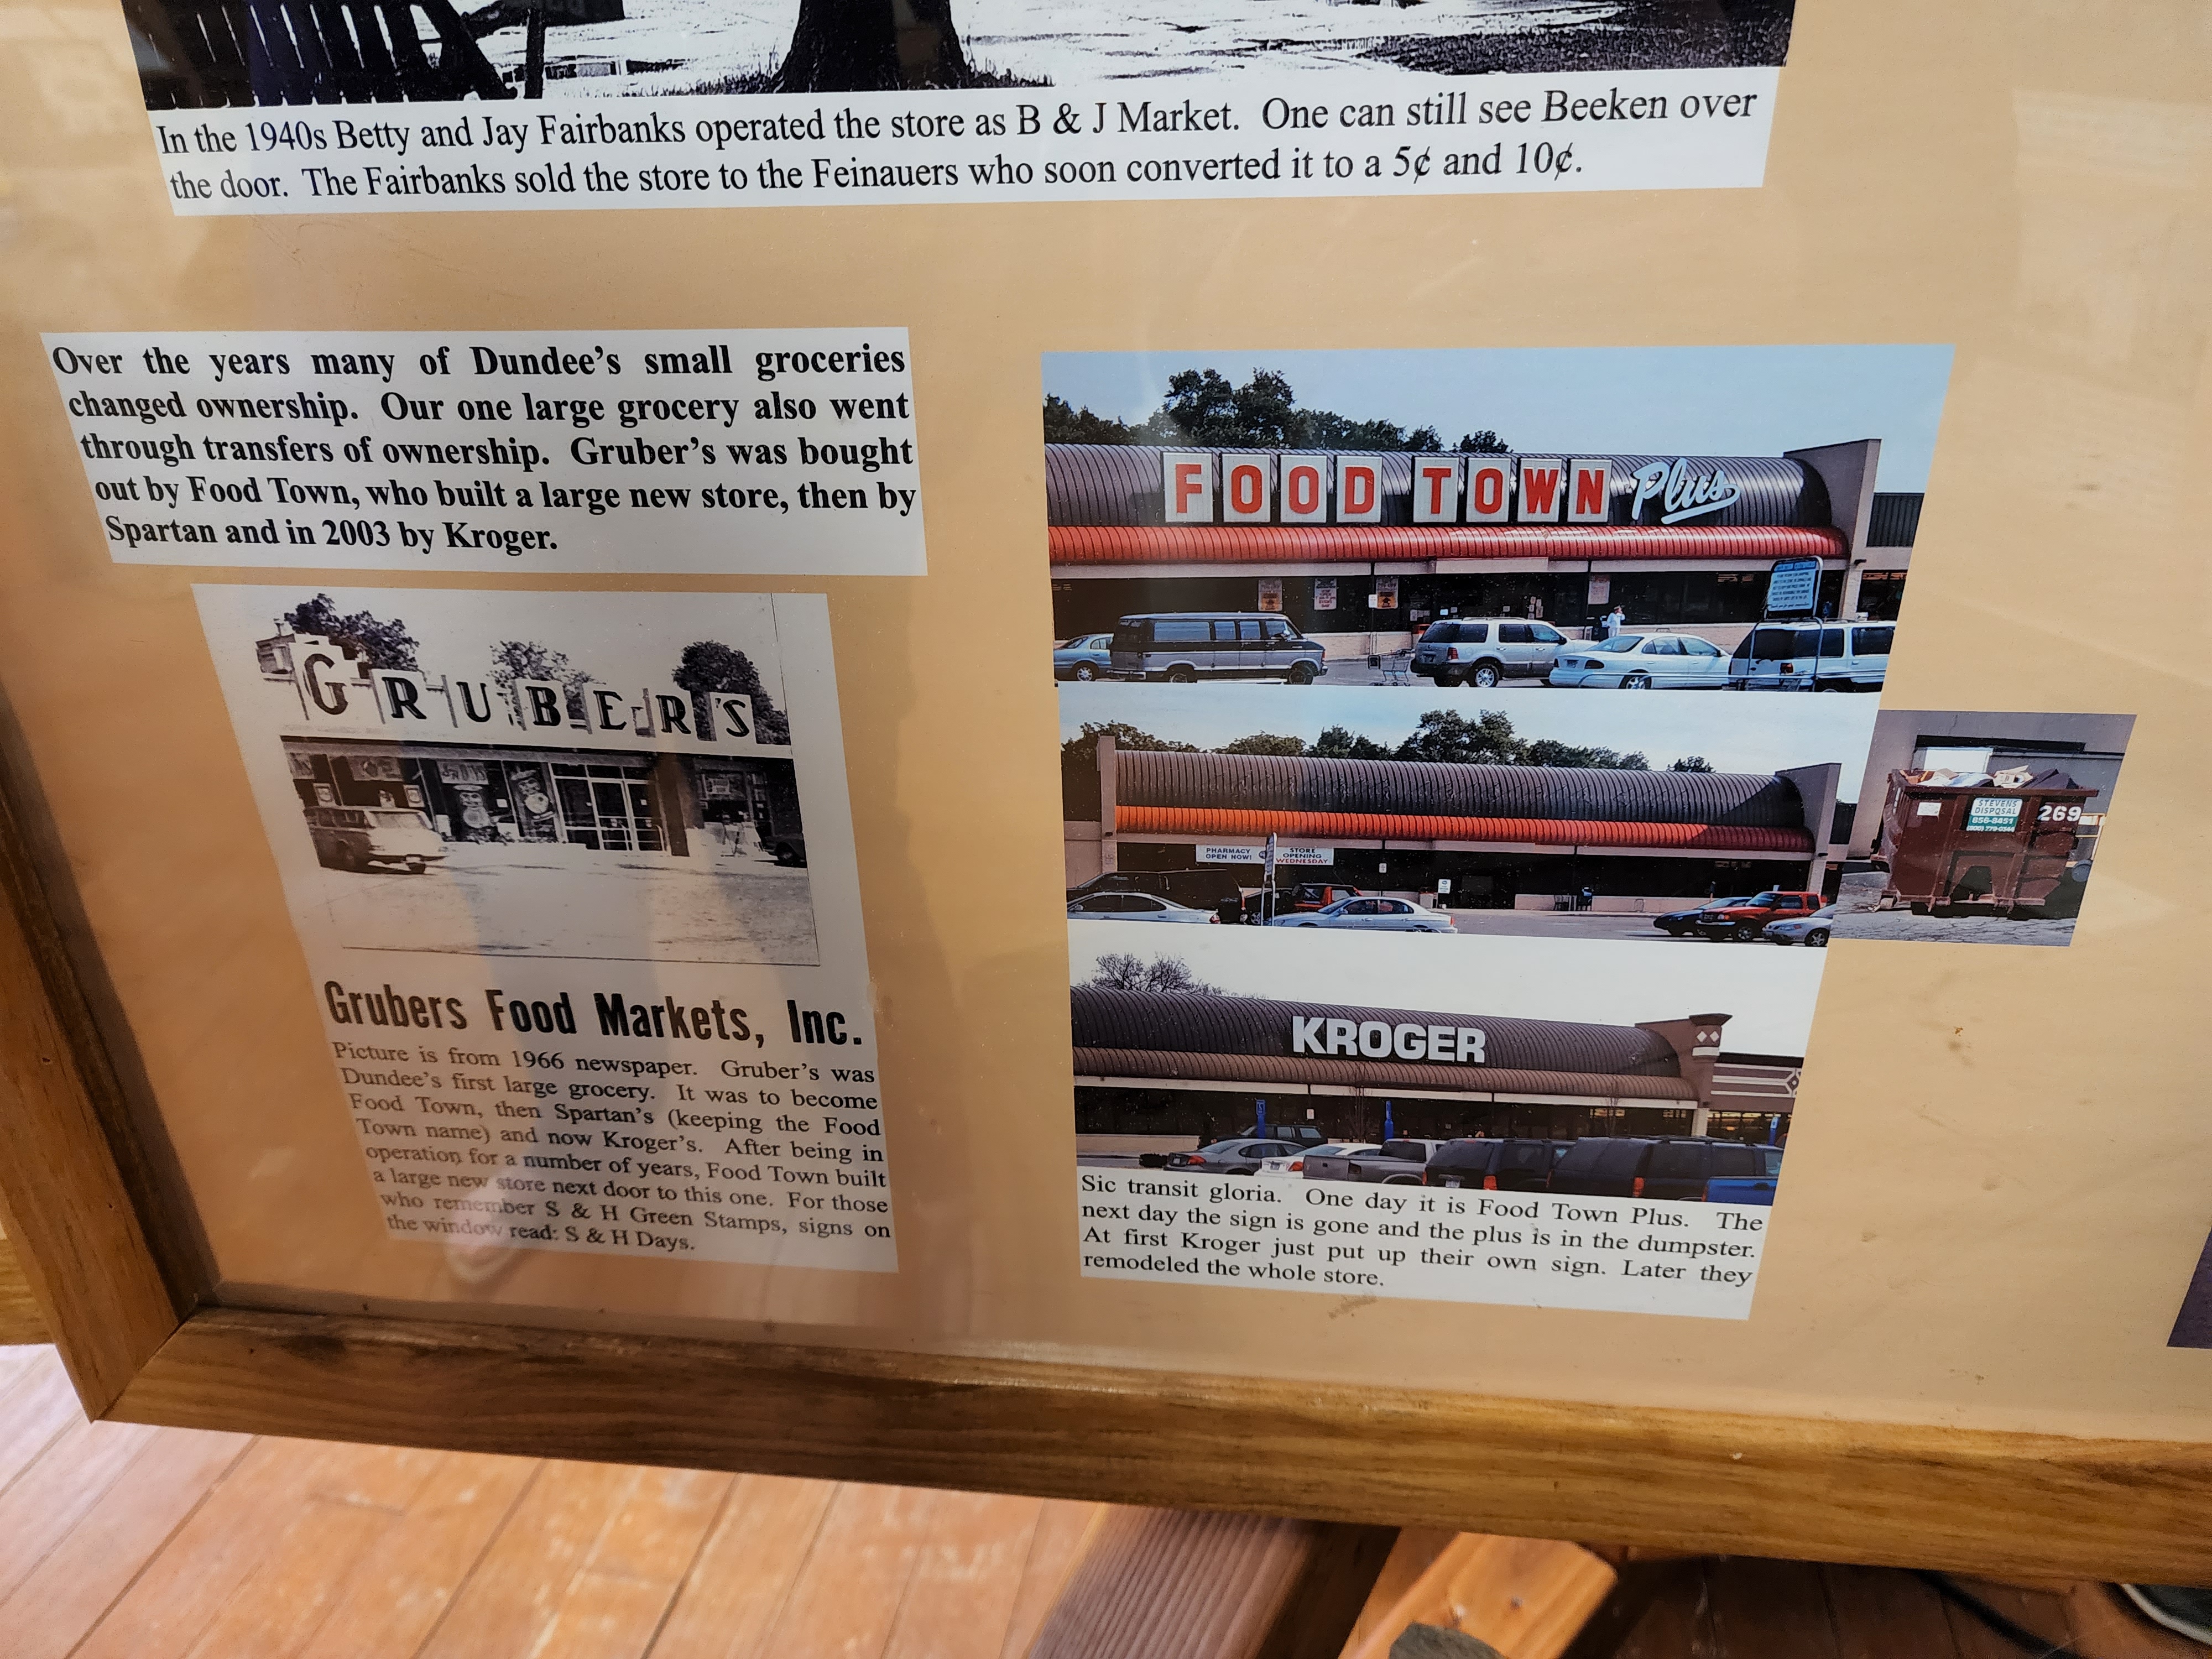 In the 1940s Betty and Jay Fairbanks operated the store as B & J Market. One can still see Beeken over
the door. The Fairbanks sold the store to the Feinauers who soon converted it to a 5¢ and 10¢.
Over the years many of Dundee's small groceries
changed ownership. Our one large grocery also went
through transfers of ownership. Gruber's was bought
out by Food Town, who built a large new store, then by
Spartan and in 2003 by Kroger.
GRUBER'S
Grubers Food Markets, Inc.
Picture is from 1966 newspaper. Gruber's was
Dundee's first large grocery. It was to become
Food Town, then Spartan's (keeping the Food
Town name) and now Kroger's. After being in
operation for a number of years, Food Town built
a large new store next door to this one. For those
who remember S & H Green Stamps, signs on
the window read: S & H Days.
FOOD TOWN Plus
PHARMACY
OPEN NOW!
STORE
OPENING
WEDNESDAY
STEVENS
DISPOSAL
856-8451
269
KROGER
Sic transit gloria. One day it is Food Town Plus. The
next day the sign is gone and the plus is in the dumpster.
At first Kroger just put up their own sign. Later they
remodeled the whole store.